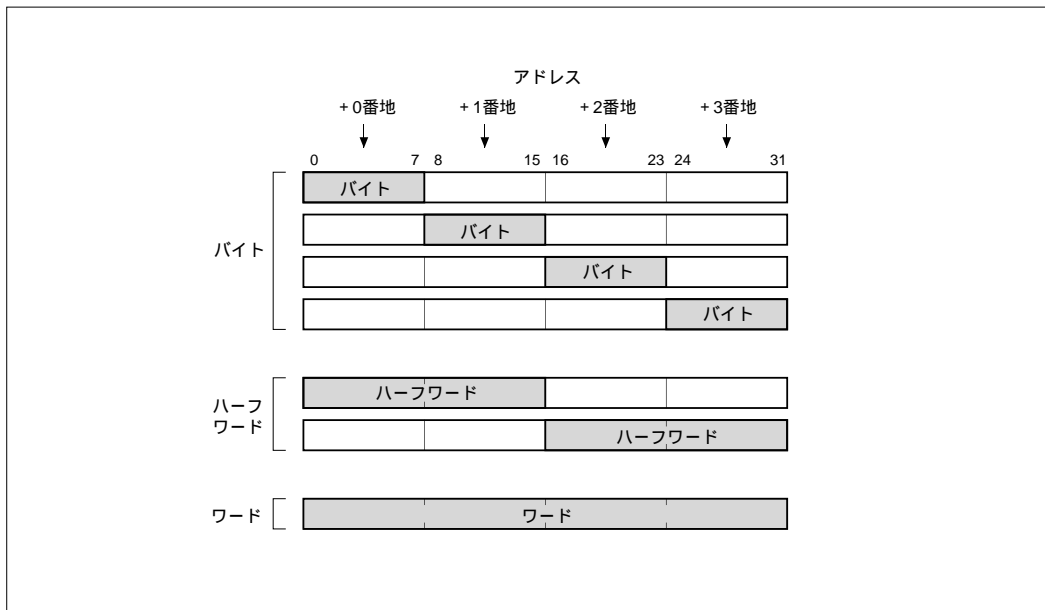 アドレス
+0番地 +1番地 +2番地 +3番地
0 7 8 15 16 23 24 31
バイト
バイト
バイト
バイト
バイト
ハーフワード
ハーフ
ワード
ハーフワード
ワード ワード